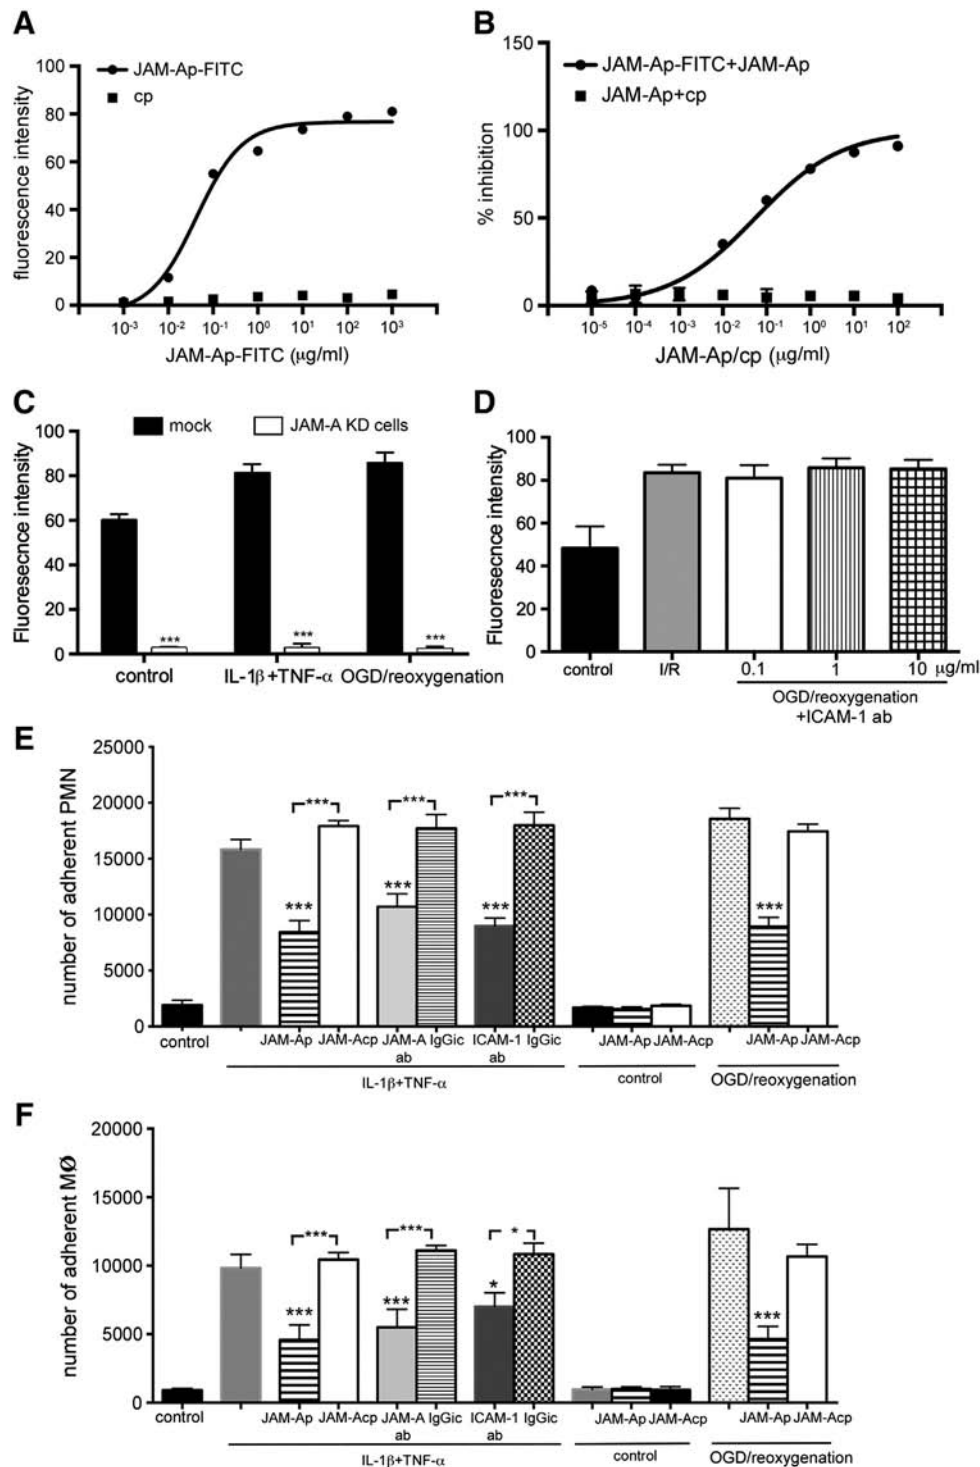 A
100
80
60
40
20
0
fluorescence intensity
JAM-Ap-FITC
cp
10⁻³ 10⁻² 10⁻¹ 10⁰ 10¹ 10² 10³
JAM-Ap-FITC (µg/ml)
B
150
100
50
0
% inhibition
JAM-Ap-FITC+JAM-Ap
JAM-Ap+cp
10⁻⁵ 10⁻⁴ 10⁻³ 10⁻² 10⁻¹ 10⁰ 10¹ 10²
JAM-Ap/cp (µg/ml)
C
mock JAM-A KD cells
100
80
60
40
20
0
Fluoresecnce intensity
*** *** ***
control IL-1β+TNF-α OGD/reoxygenation
D
100
80
60
40
20
0
Fluoresecnce intensity
control I/R 0.1 1 10 µg/ml
OGD/reoxygenation
+ICAM-1 ab
E
25000
20000
15000
10000
5000
0
number of adherent PMN
*** *** ***
*** *** *** ***
control JAM-Ap JAM-Acp JAM-A IgGic ICAM-1 IgGic JAM-Ap JAM-Acp JAM-Ap JAM-Acp
ab ab
IL-1β+TNF-α control OGD/reoxygenation
F
20000
15000
10000
5000
0
number of adherent MØ
*** *** *
*** *** * ***
control JAM-Ap JAM-Acp JAM-A IgGic ICAM-1 IgGic JAM-Ap JAM-Acp JAM-Ap JAM-Acp
ab ab
IL-1β+TNF-α control OGD/reoxygenation